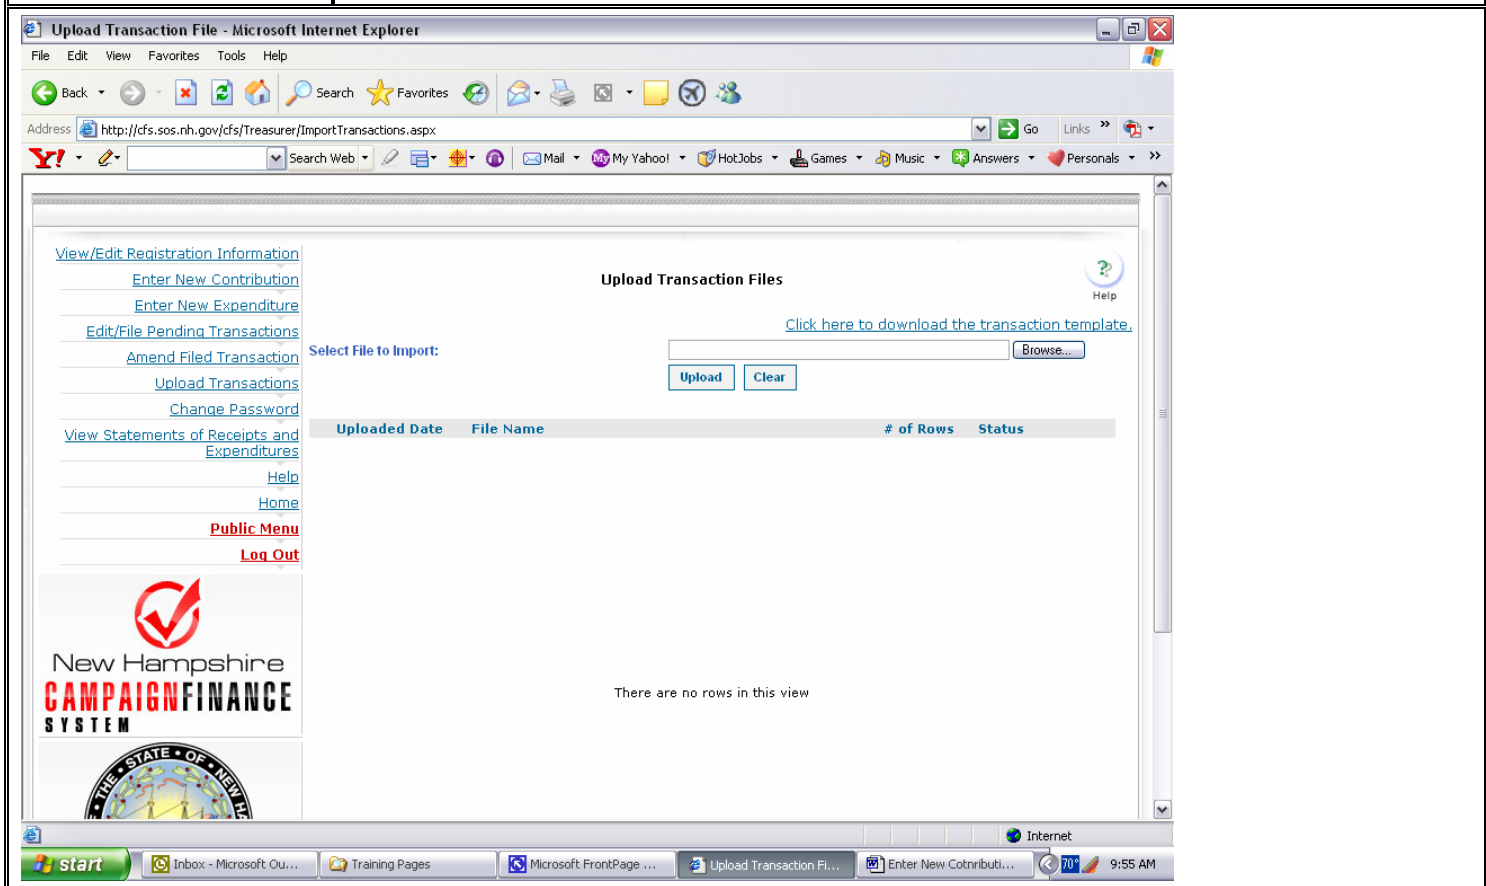 Upload Transaction File - Microsoft Internet Explorer
File Edit View Favorites Tools Help
Back Search Favorites
Address http://cfs.sos.nh.gov/cfs/Treasurer/ImportTransactions.aspx Go Links
Y! Search Web Mail My My Yahoo! HotJobs Games Music Answers Personals
View/Edit Registration Information
Enter New Contribution
Upload Transaction Files
Help
Enter New Expenditure
Edit/File Pending Transactions
Click here to download the transaction template.
Amend Filed Transaction
Select File to Import: Browse...
Upload Transactions
Upload Clear
Change Password
View Statements of Receipts and
Expenditures
Uploaded Date File Name # of Rows Status
Help
Home
Public Menu
Log Out
New Hampshire
CAMPAIGNFINANCE
SYSTEM
There are no rows in this view
THE • STATE • OF • NEW HA
Internet
start Inbox - Microsoft Ou... Training Pages Microsoft FrontPage ... Upload Transaction Fi... Enter New Cotnributi... 70° 9:55 AM